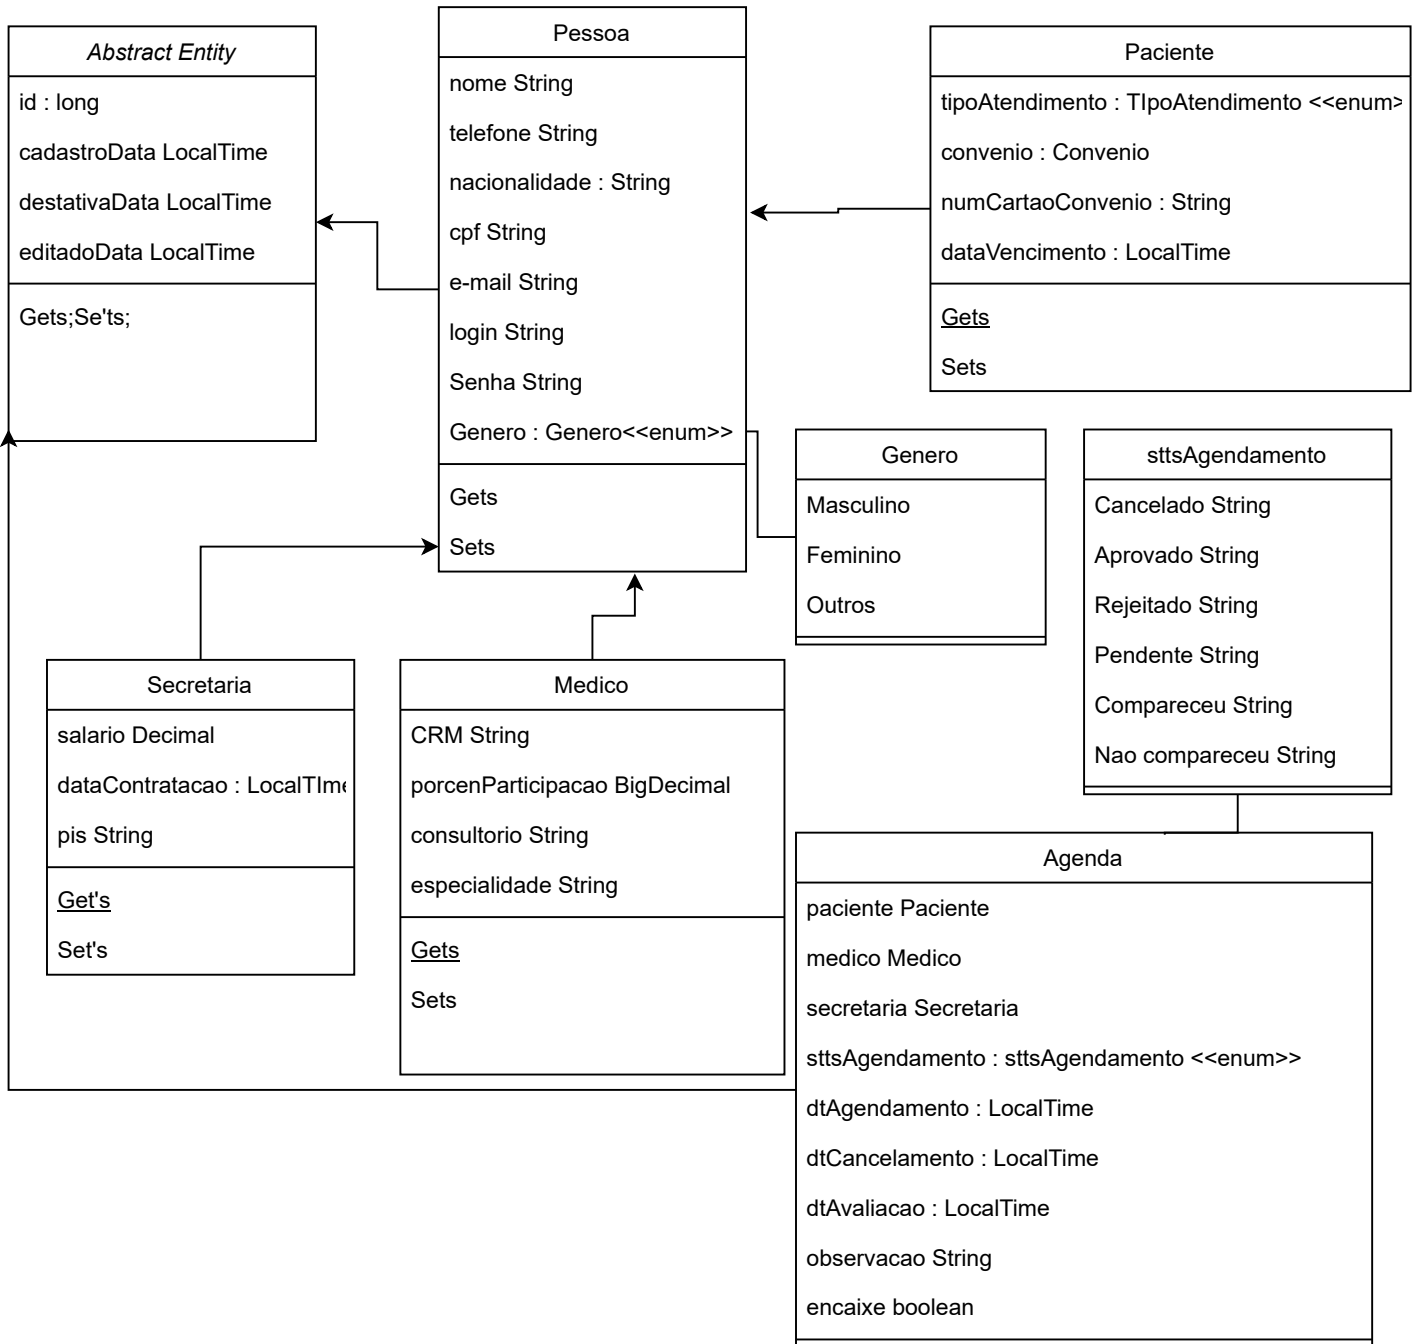 Abstract Entity
id : long
cadastroData LocalTime
destativaData LocalTime
editadoData LocalTime
Gets;Se'ts;
Pessoa
nome String
telefone String
nacionalidade : String
cpf String
e-mail String
login String
Senha String
Genero : Genero<<enum>>
Gets
Sets
Paciente
tipoAtendimento : TIpoAtendimento <<enum>
convenio : Convenio
numCartaoConvenio : String
dataVencimento : LocalTime
Gets
Sets
Genero
Masculino
Feminino
Outros
sttsAgendamento
Cancelado String
Aprovado String
Rejeitado String
Pendente String
Compareceu String
Nao compareceu String
Secretaria
salario Decimal
dataContratacao : LocalTIme
pis String
Get's
Set's
Medico
CRM String
porcenParticipacao BigDecimal
consultorio String
especialidade String
Gets
Sets
Agenda
paciente Paciente
medico Medico
secretaria Secretaria
sttsAgendamento : sttsAgendamento <<enum>>
dtAgendamento : LocalTime
dtCancelamento : LocalTime
dtAvaliacao : LocalTime
observacao String
encaixe boolean